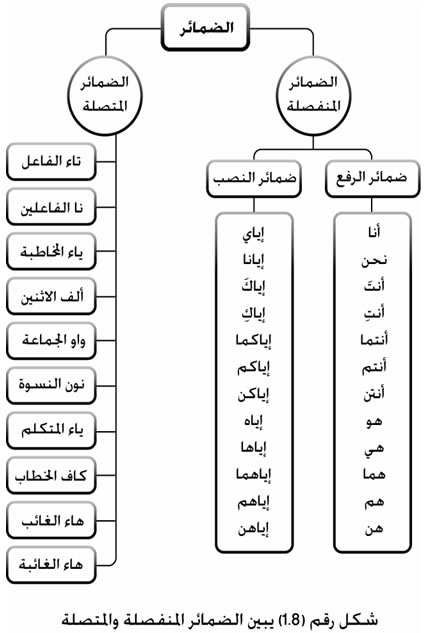 الضمائر
الضمائر
المنفصلة
الضمائر
المتصلة
ضمائر الرفع
أنا
نحن
أنتَ
أنتِ
أنتما
أنتم
أنتن
هو
هي
هما
هم
هن
ضمائر النصب
إياي
إيانا
إياكَ
إياكِ
إياكما
إياكم
إياكن
إياه
إياها
إياهما
إياهم
إياهن
تاء الفاعل
نا الفاعلين
ياء المخاطبة
ألف الاثنين
واو الجماعة
نون النسوة
ياء المتكلم
كاف الخطاب
هاء الغائب
هاء الغائبة
شكل رقم (1.8) يبين الضمائر المنفصلة والمتصلة